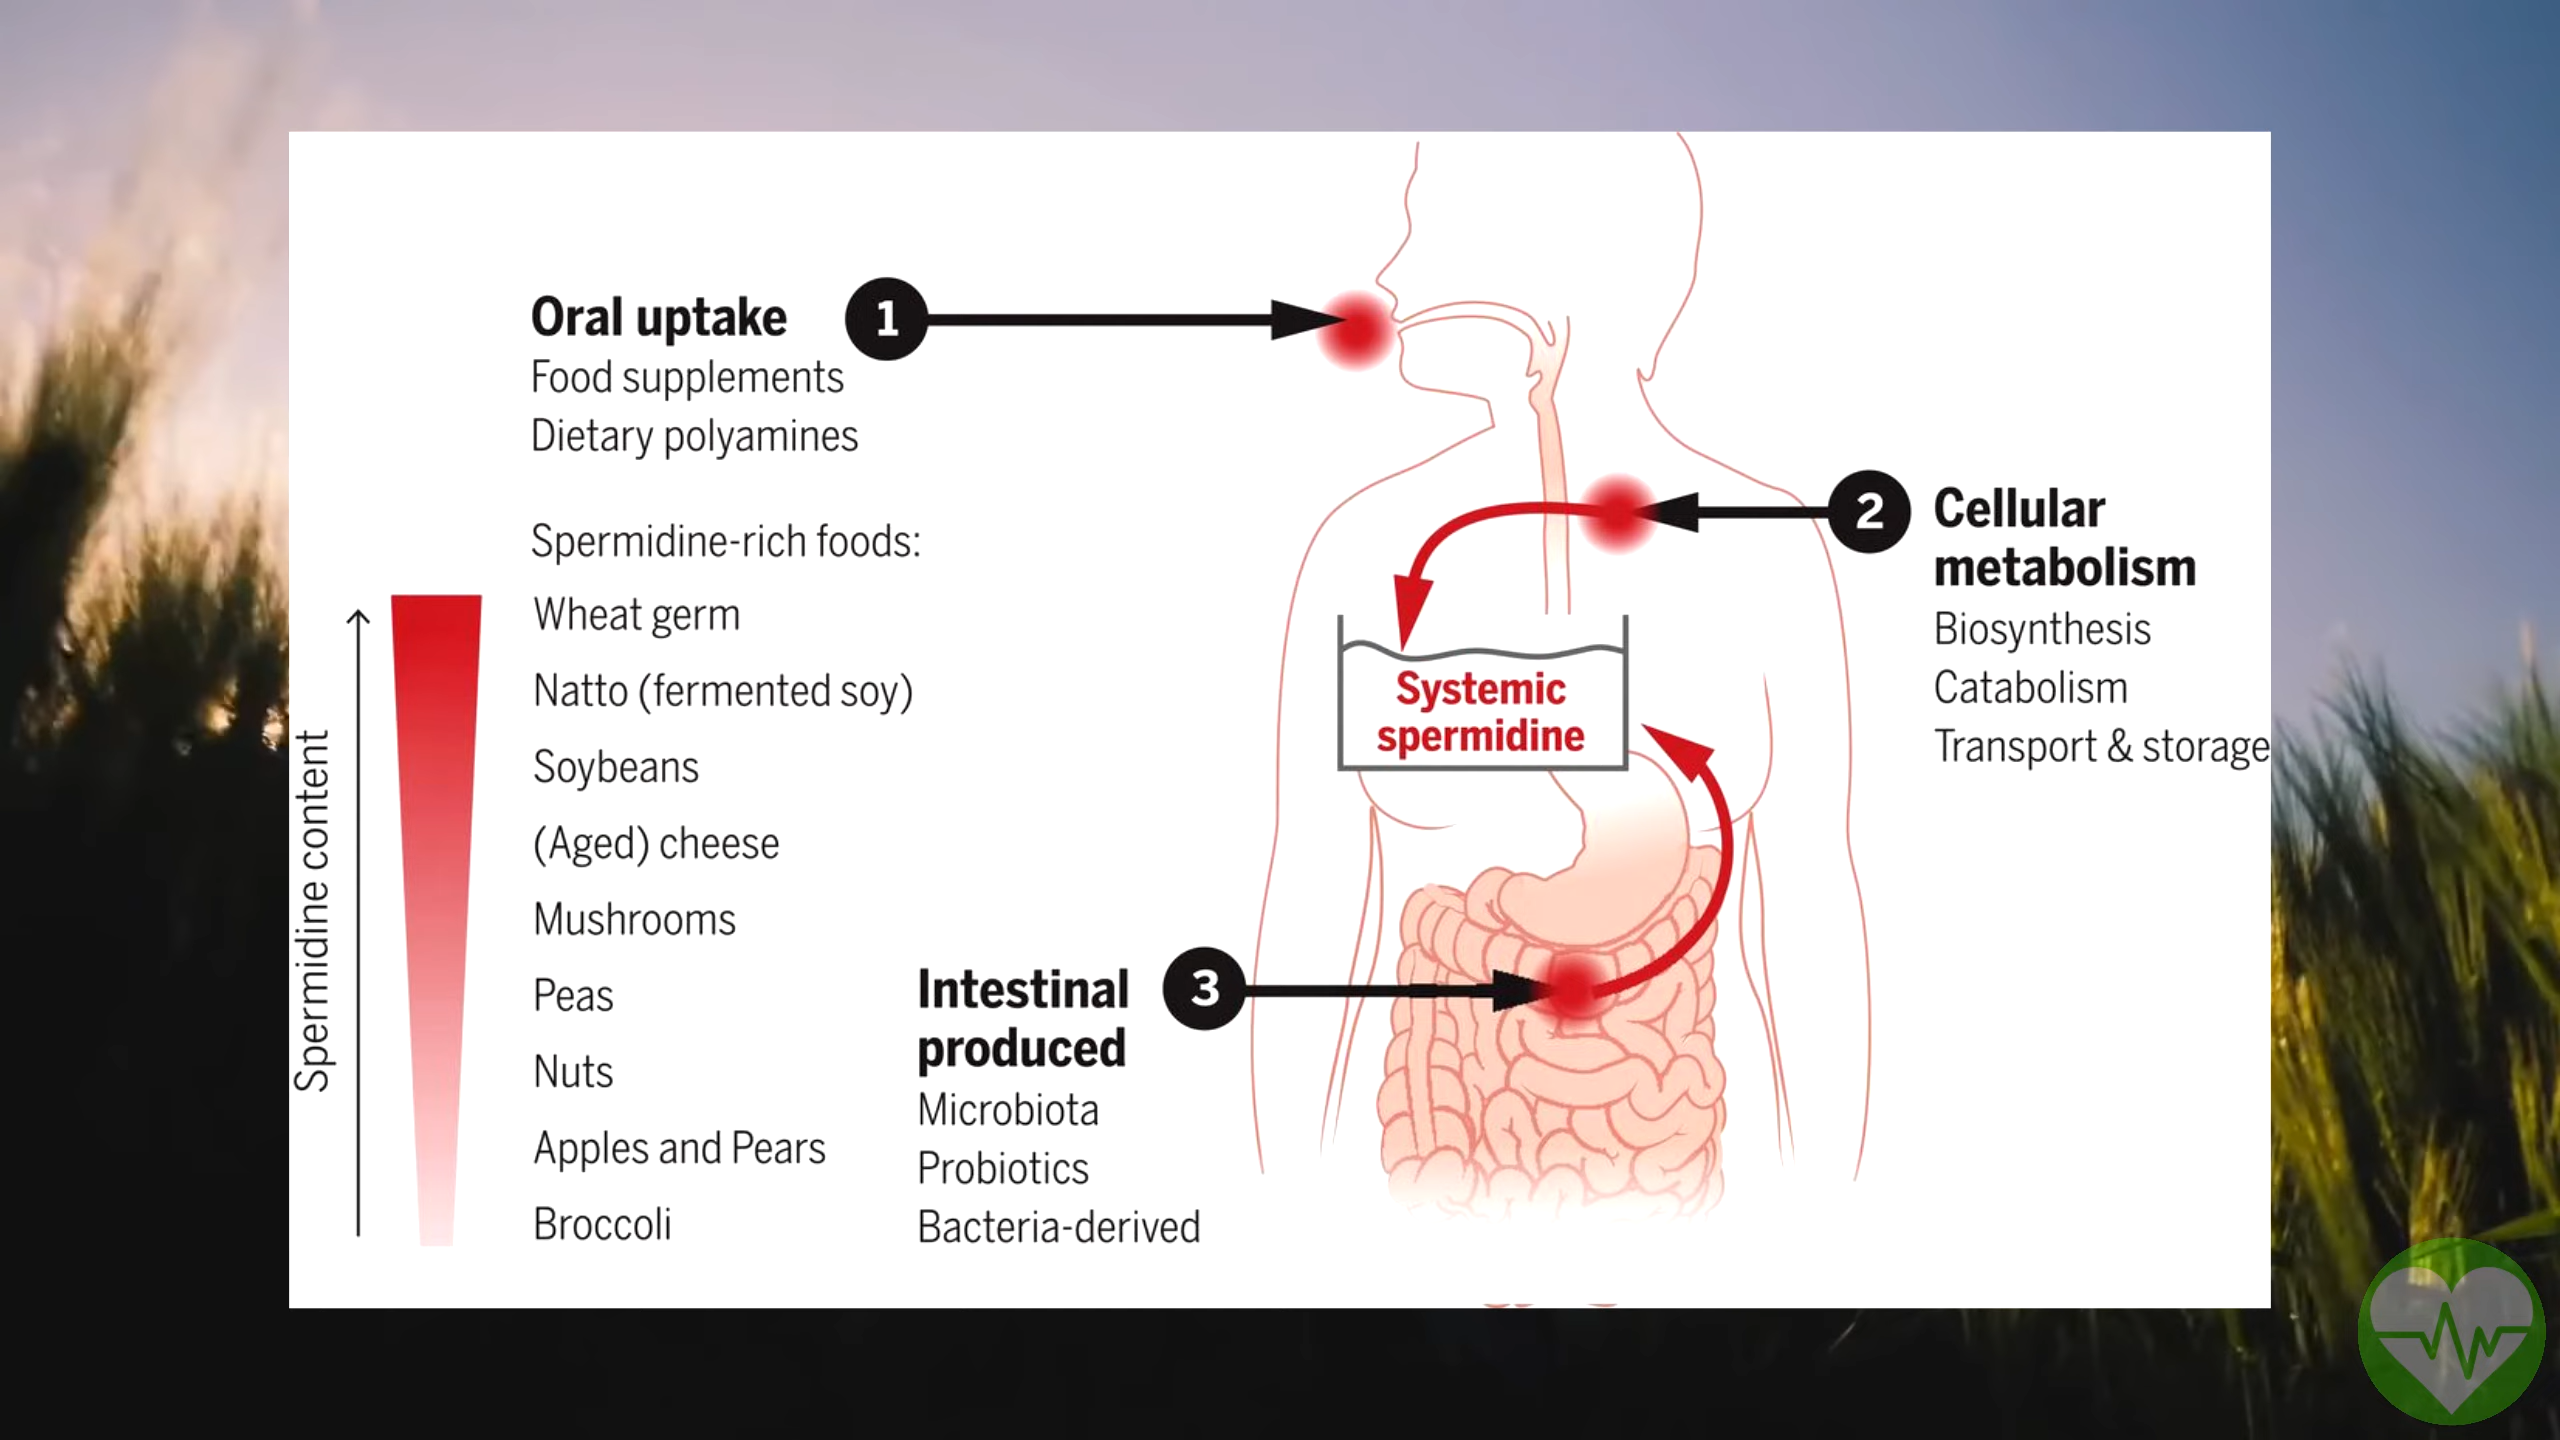 Oral uptake
1
Food supplements
Dietary polyamines
Spermidine-rich foods:
Spermidine content
Wheat germ
Natto (fermented soy)
Soybeans
(Aged) cheese
Mushrooms
Peas
Nuts
Apples and Pears
Broccoli
2
Cellular
metabolism
Biosynthesis
Catabolism
Transport & storage
Systemic
spermidine
3
Intestinal
produced
Microbiota
Probiotics
Bacteria-derived